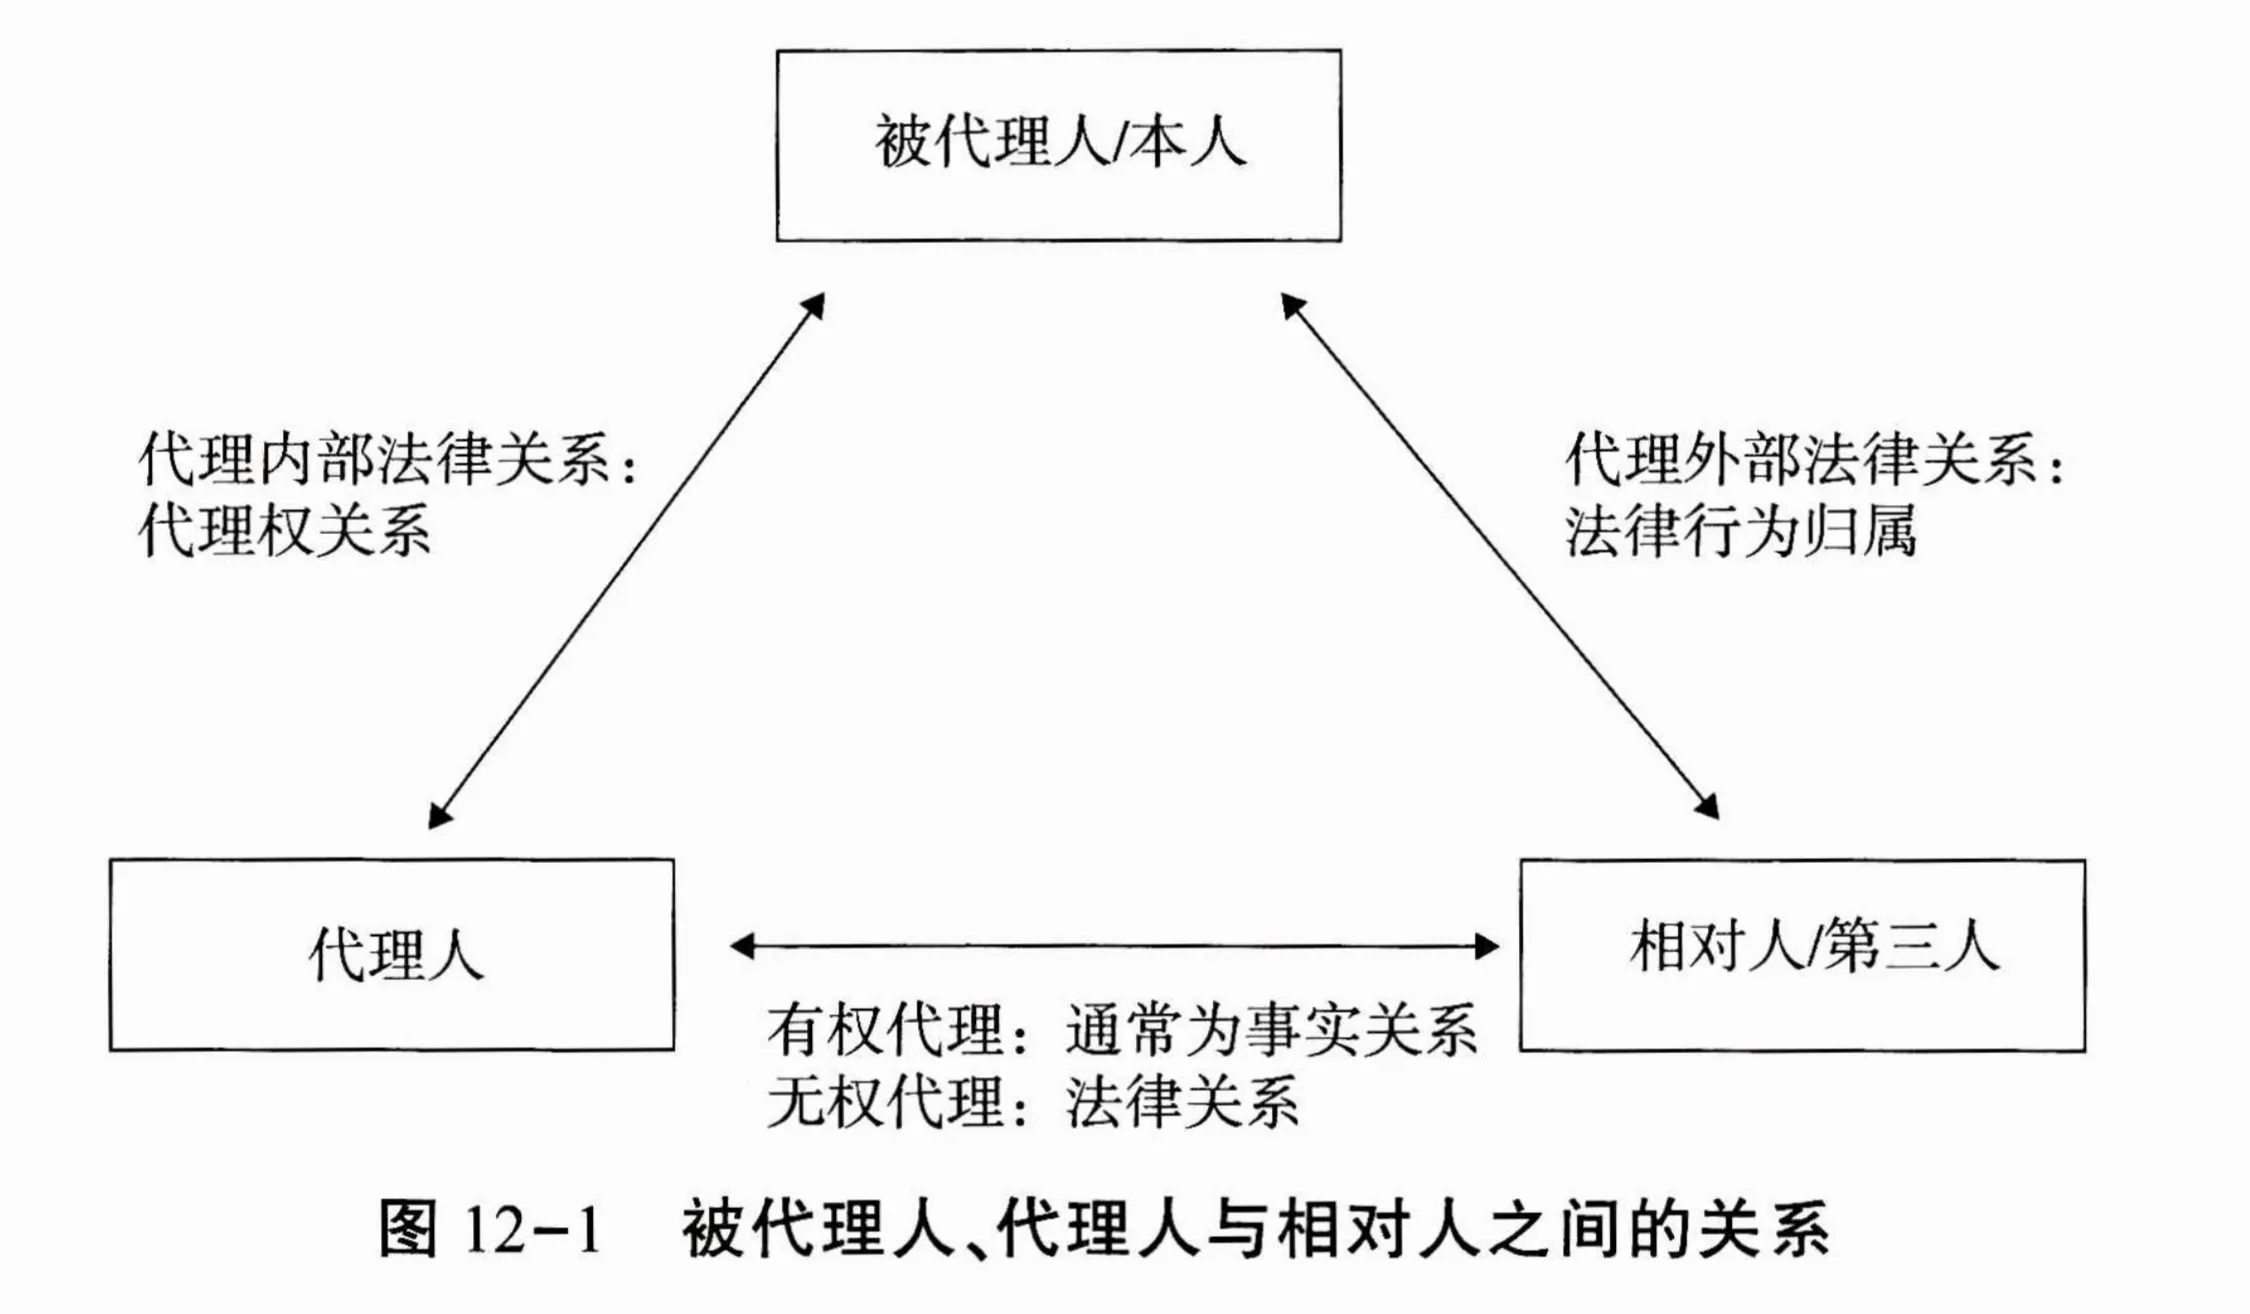 被代理人/本人
代理内部法律关系：
代理权关系
代理外部法律关系：
法律行为归属
代理人
相对人/第三人
有权代理：通常为事实关系
无权代理：法律关系
图 12-1 被代理人、代理人与相对人之间的关系